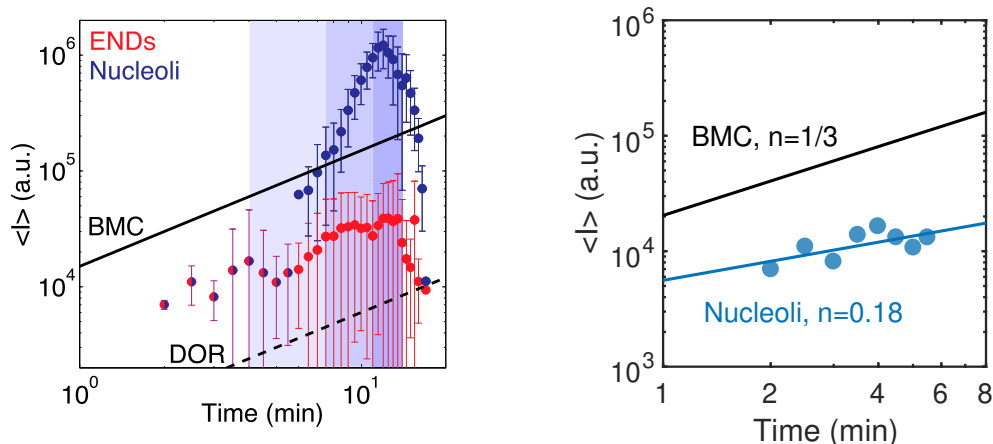 ENDs
Nucleoli
BMC
DOR
<I> (a.u.)
10^6
10^5
10^4
10^0
10^1
Time (min)
BMC, n=1/3
Nucleoli, n=0.18
<I> (a.u.)
10^6
10^5
10^4
10^3
1 2 4 8
Time (min)